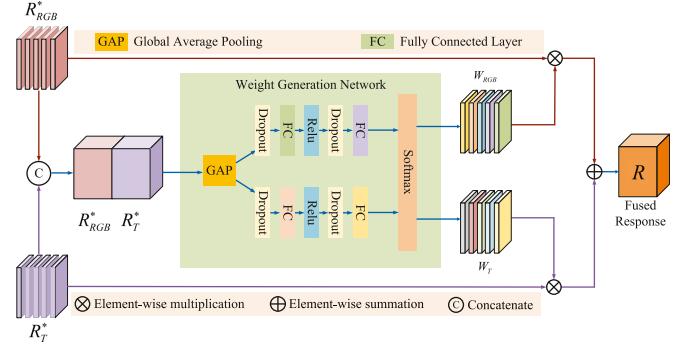 R*RGB
GAP Global Average Pooling FC Fully Connected Layer
Weight Generation Network
WRGB
Dropout FC Relu Dropout FC
Softmax
GAP
C
R*RGB R*T
Dropout FC Relu Dropout FC
WT
R
Fused
Response
R*T
Element-wise multiplication Element-wise summation C Concatenate